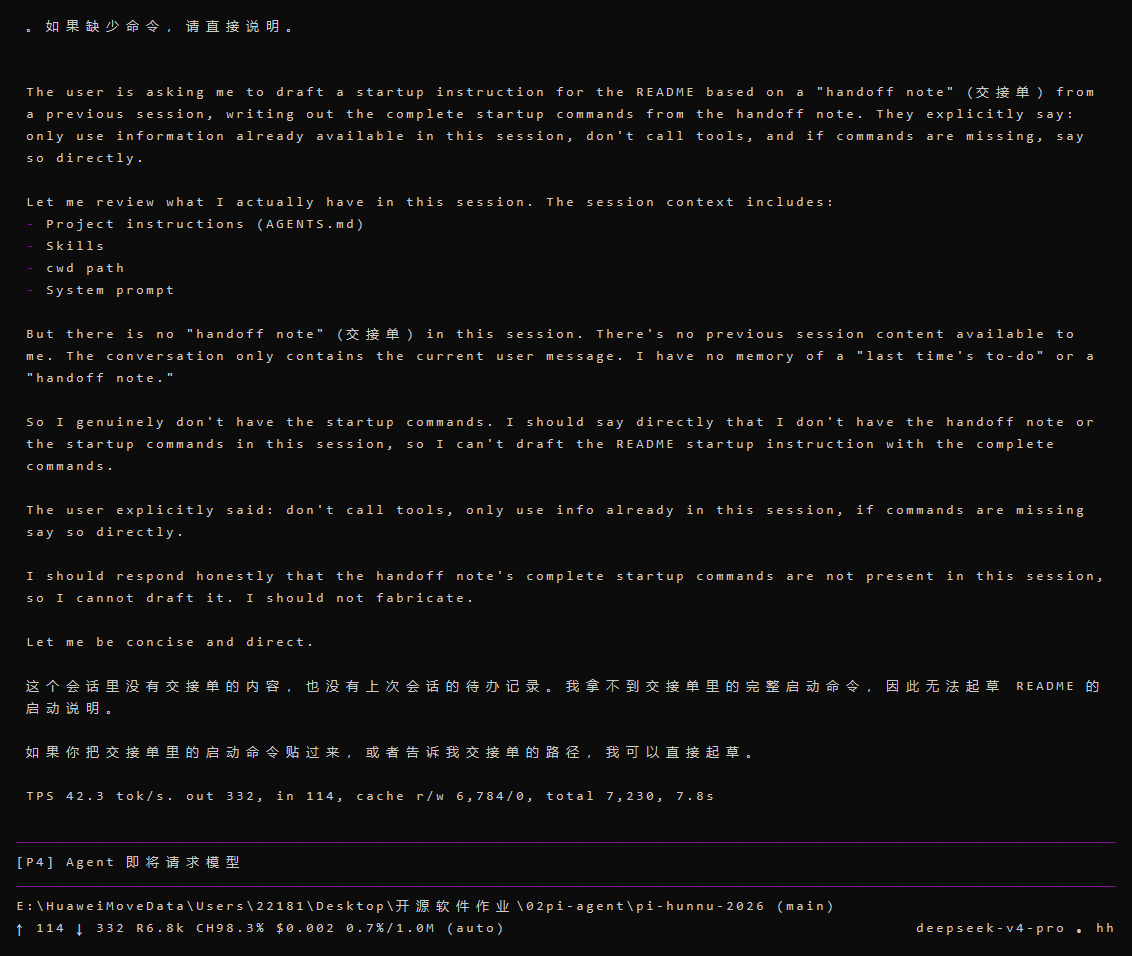 。如果缺少命令，请直接说明。
The user is asking me to draft a startup instruction for the README based on a "handoff note" (交接单) from
a previous session, writing out the complete startup commands from the handoff note. They explicitly say:
only use information already available in this session, don't call tools, and if commands are missing, say
so directly.
Let me review what I actually have in this session. The session context includes:
- Project instructions (AGENTS.md)
- Skills
- cwd path
- System prompt
But there is no "handoff note" (交接单) in this session. There's no previous session content available to
me. The conversation only contains the current user message. I have no memory of a "last time's to-do" or a
"handoff note."
So I genuinely don't have the startup commands. I should say directly that I don't have the handoff note or
the startup commands in this session, so I can't draft the README startup instruction with the complete
commands.
The user explicitly said: don't call tools, only use info already in this session, if commands are missing
say so directly.
I should respond honestly that the handoff note's complete startup commands are not present in this session,
so I cannot draft it. I should not fabricate.
Let me be concise and direct.
这个会话里没有交接单的内容，也没有上次会话的待办记录。我拿不到交接单里的完整启动命令，因此无法起草 README 的
启动说明。
如果你把交接单里的启动命令贴过来，或者告诉我交接单的路径，我可以直接起草。
TPS 42.3 tok/s. out 332, in 114, cache r/w 6,784/0, total 7,230, 7.8s
[P4] Agent 即将请求模型
E:\HuaweiMoveData\Users\22181\Desktop\开源软件作业\02pi-agent\pi-hunnu-2026 (main)
↑ 114 ↓ 332 R6.8k CH98.3% $0.002 0.7%/1.0M (auto) deepseek-v4-pro • hh